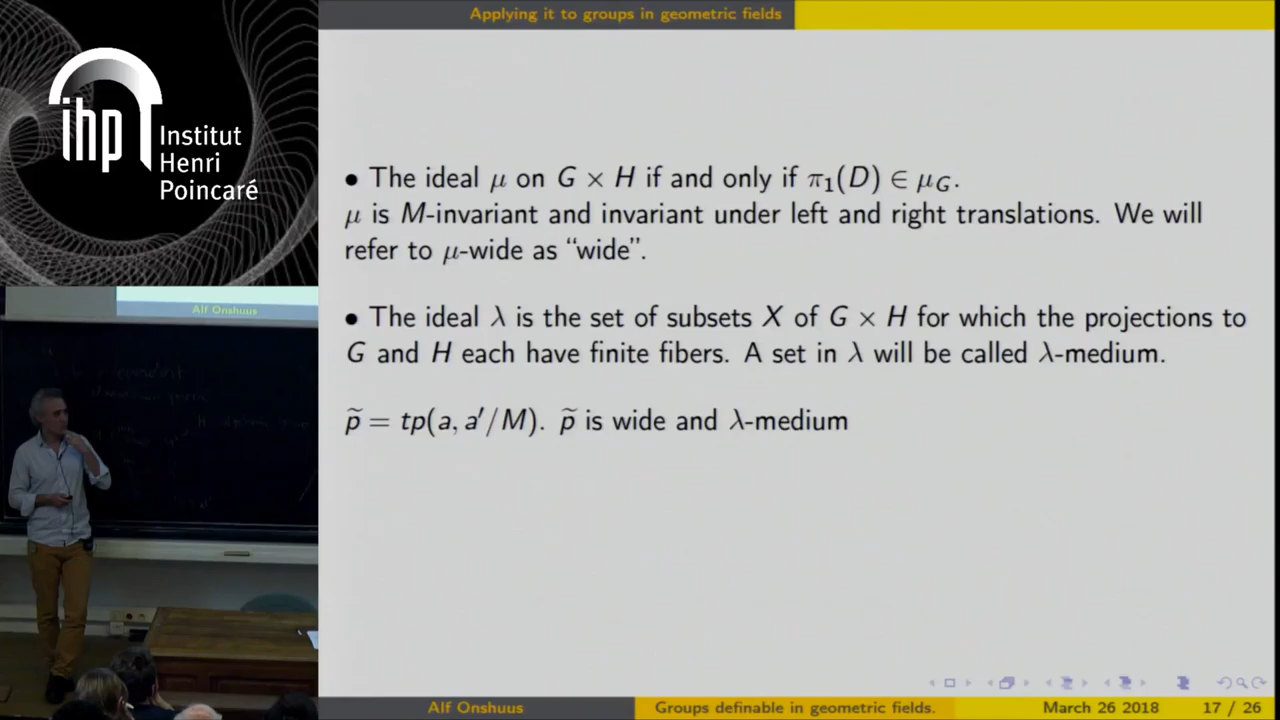 Applying it to groups in geometric fields
ihp Institut
Henri
Poincaré
• The ideal μ on G × H if and only if π₁(D) ∈ μ_G.
μ is M-invariant and invariant under left and right translations. We will
refer to μ-wide as “wide”.
• The ideal λ is the set of subsets X of G × H for which the projections to
G and H each have finite fibers. A set in λ will be called λ-medium.
p̃ = tp(a, a′/M). p̃ is wide and λ-medium
Alf Onshuus
Alf Onshuus
Groups definable in geometric fields.
March 26 2018
17 / 26